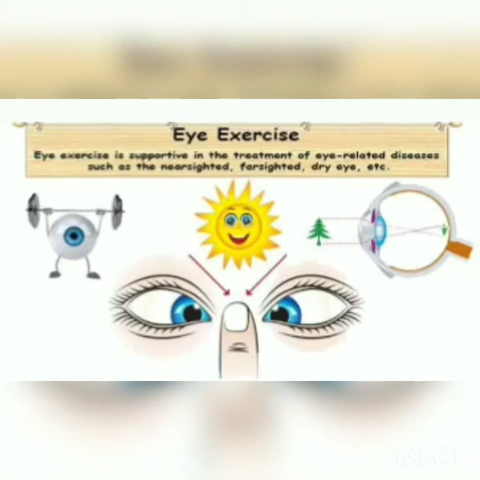 Eye Exercise
Eye exercise is supportive in the treatment of eye-related diseases
such as the nearsighted, farsighted, dry eye, etc.